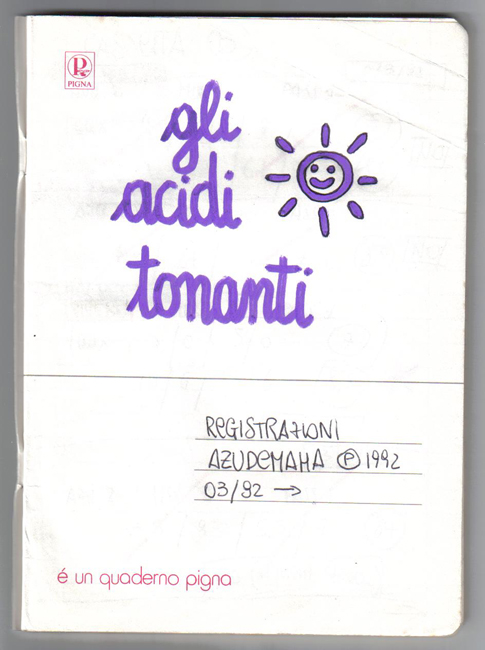 PIGNA
gli
acidi
tonanti
REGISTRAZIONI
AZUDEMAHA Ⓟ 1992
03/92 →
é un quaderno pigna